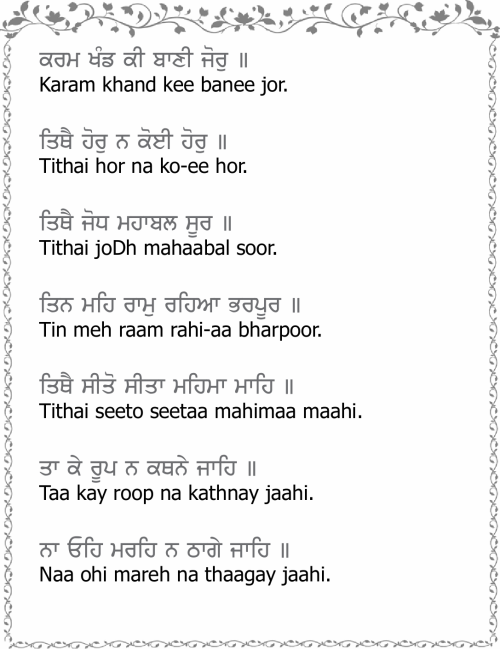 ਕਰਮ ਖੰਡ ਕੀ ਬਾਣੀ ਜੋਰੁ ॥
Karam khand kee banee jor.
ਤਿਥੈ ਹੋਰੁ ਨ ਕੋਈ ਹੋਰੁ ॥
Tithai hor na ko-ee hor.
ਤਿਥੈ ਜੋਧ ਮਹਾਬਲ ਸੂਰ ॥
Tithai joDh mahaabal soor.
ਤਿਨ ਮਹਿ ਰਾਮੁ ਰਹਿਆ ਭਰਪੂਰ ॥
Tin meh raam rahi-aa bharpoor.
ਤਿਥੈ ਸੀਤੋ ਸੀਤਾ ਮਹਿਮਾ ਮਾਹਿ ॥
Tithai seeto seetaa mahimaa maahi.
ਤਾ ਕੇ ਰੂਪ ਨ ਕਥਨੇ ਜਾਹਿ ॥
Taa kay roop na kathnay jaahi.
ਨਾ ਓਹਿ ਮਰਹਿ ਨ ਠਾਗੇ ਜਾਹਿ ॥
Naa ohi mareh na thaagay jaahi.